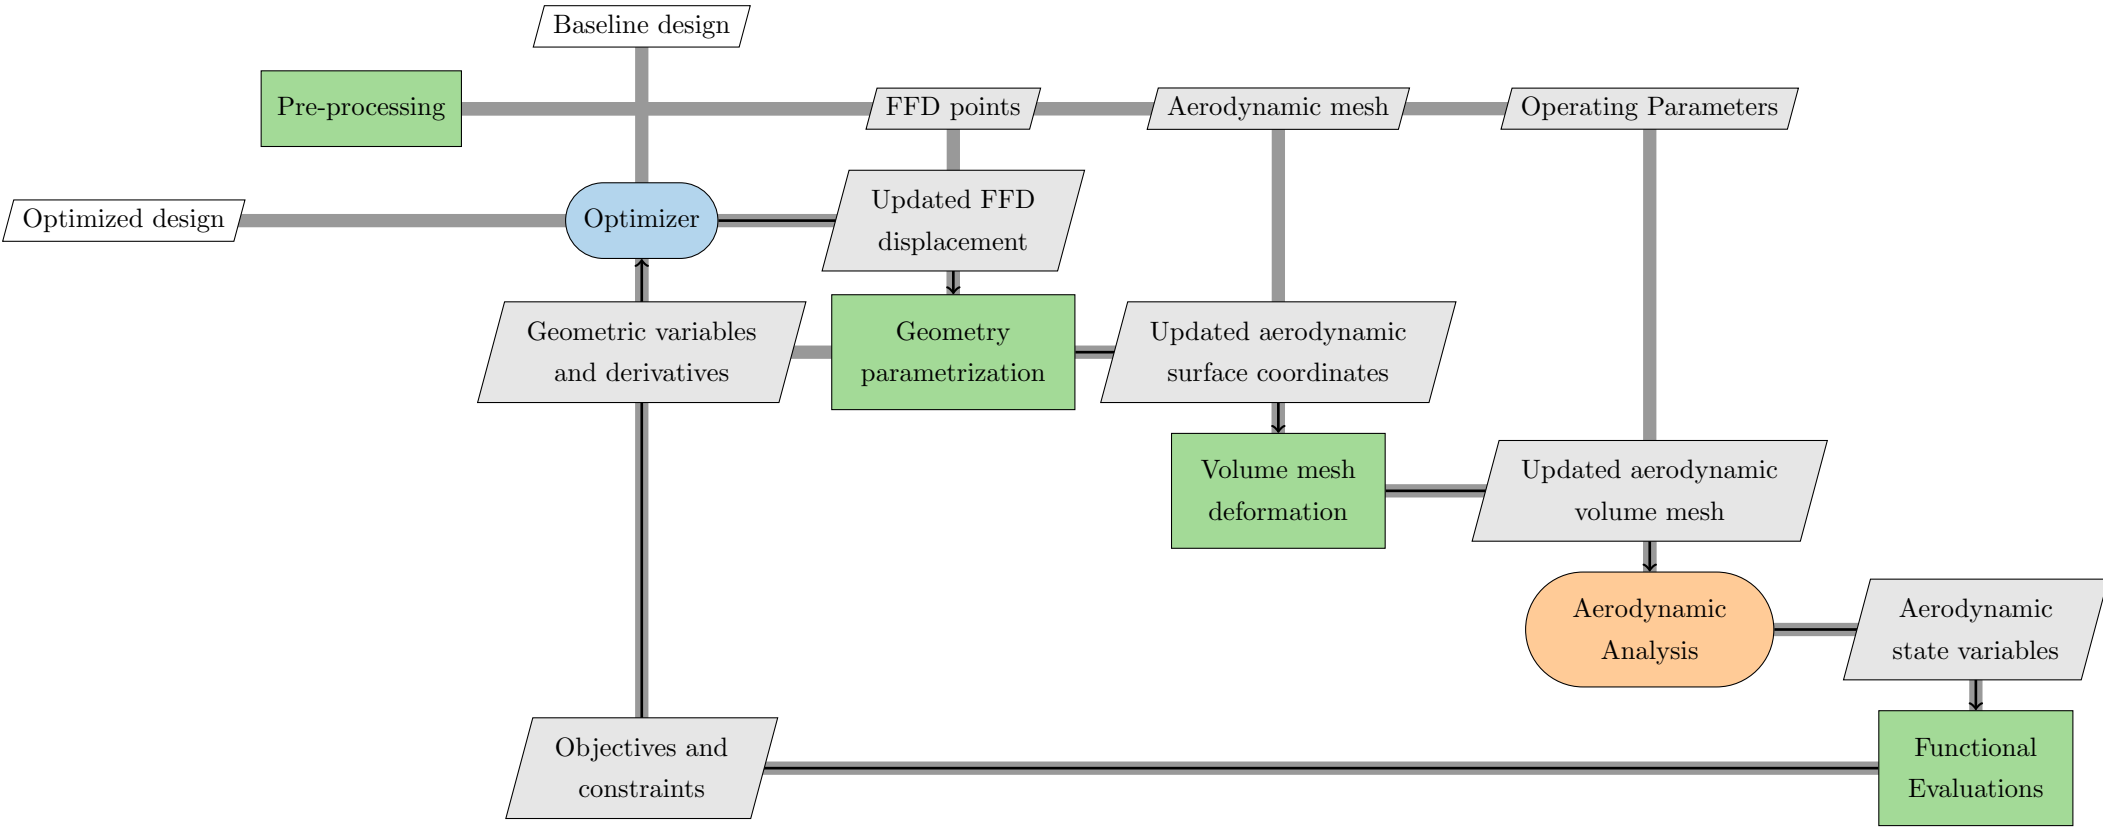 Baseline design
Pre-processing
FFD points
Aerodynamic mesh
Operating Parameters
Optimized design
Optimizer
Updated FFD
displacement
Geometric variables
and derivatives
Geometry
parametrization
Updated aerodynamic
surface coordinates
Volume mesh
deformation
Updated aerodynamic
volume mesh
Aerodynamic
Analysis
Aerodynamic
state variables
Objectives and
constraints
Functional
Evaluations